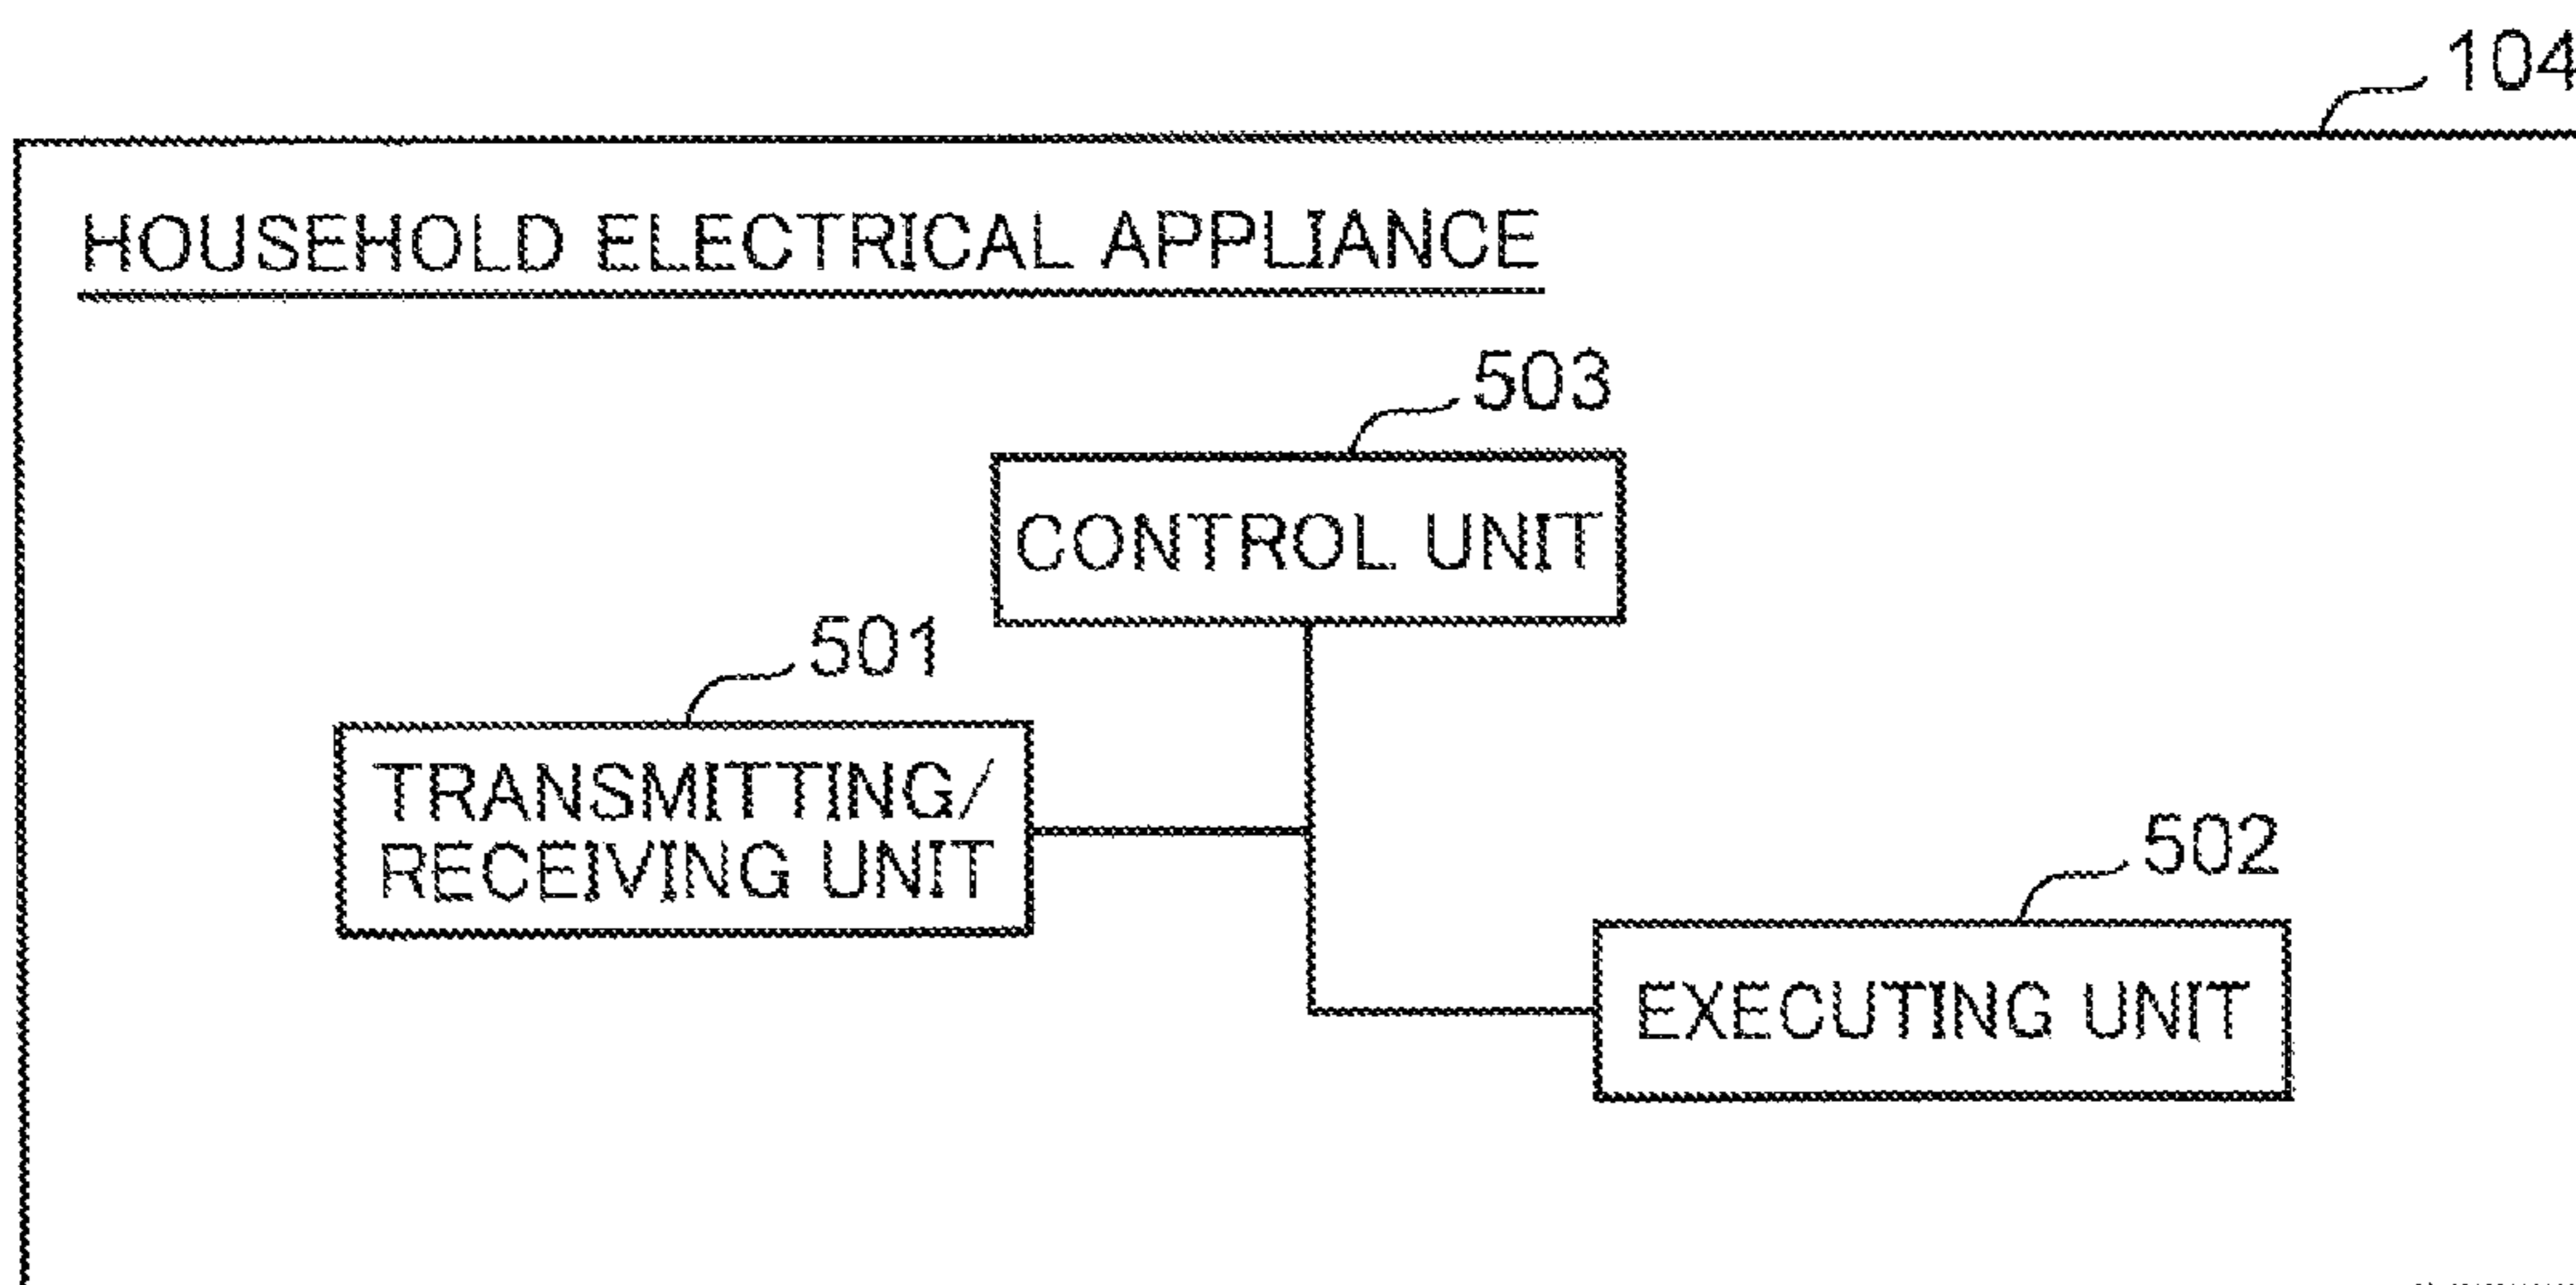 104
HOUSEHOLD ELECTRICAL APPLIANCE
503
CONTROL UNIT
501
TRANSMITTING/
RECEIVING UNIT
502
EXECUTING UNIT